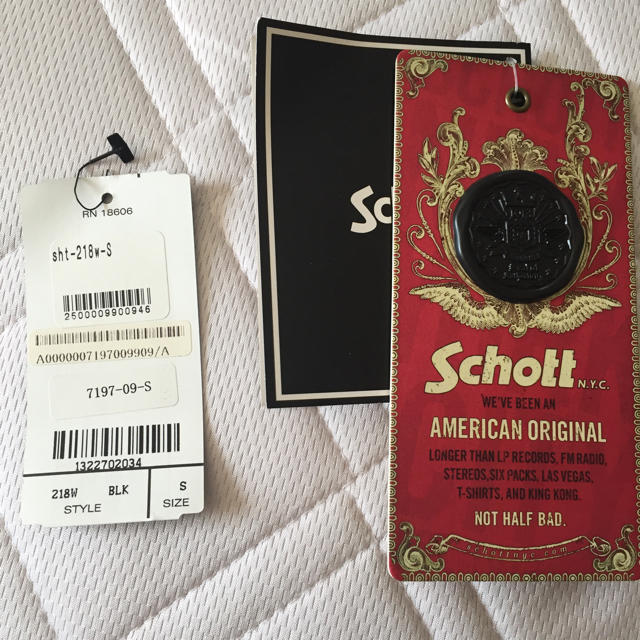 RN 18606
sht-218w-S
2500009900946
A0000007197009909/A
7197-09-S
1322702034
218W BLK S
STYLE SIZE
Schott N.Y.C.
WE'VE BEEN AN
AMERICAN ORIGINAL
LONGER THAN LP RECORDS, FM RADIO,
STEREOS, SIX PACKS, LAS VEGAS,
T-SHIRTS, AND KING KONG.
NOT HALF BAD.
schottnyc.com